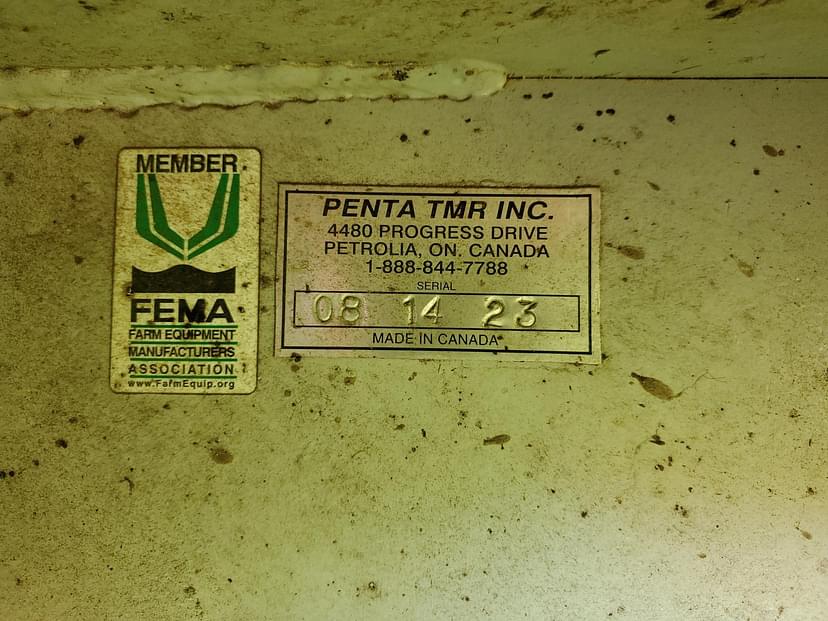 MEMBER
FEMA
FARM EQUIPMENT
MANUFACTURERS
ASSOCIATION
www.FarmEquip.org
PENTA TMR INC.
4480 PROGRESS DRIVE
PETROLIA, ON. CANADA
1-888-844-7788
SERIAL
08 14 23
MADE IN CANADA